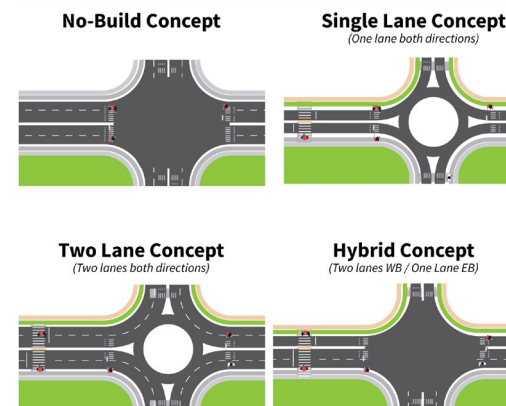 No-Build Concept
Single Lane Concept
(One lane both directions)
Two Lane Concept
(Two lanes both directions)
Hybrid Concept
(Two lanes WB / One Lane EB)